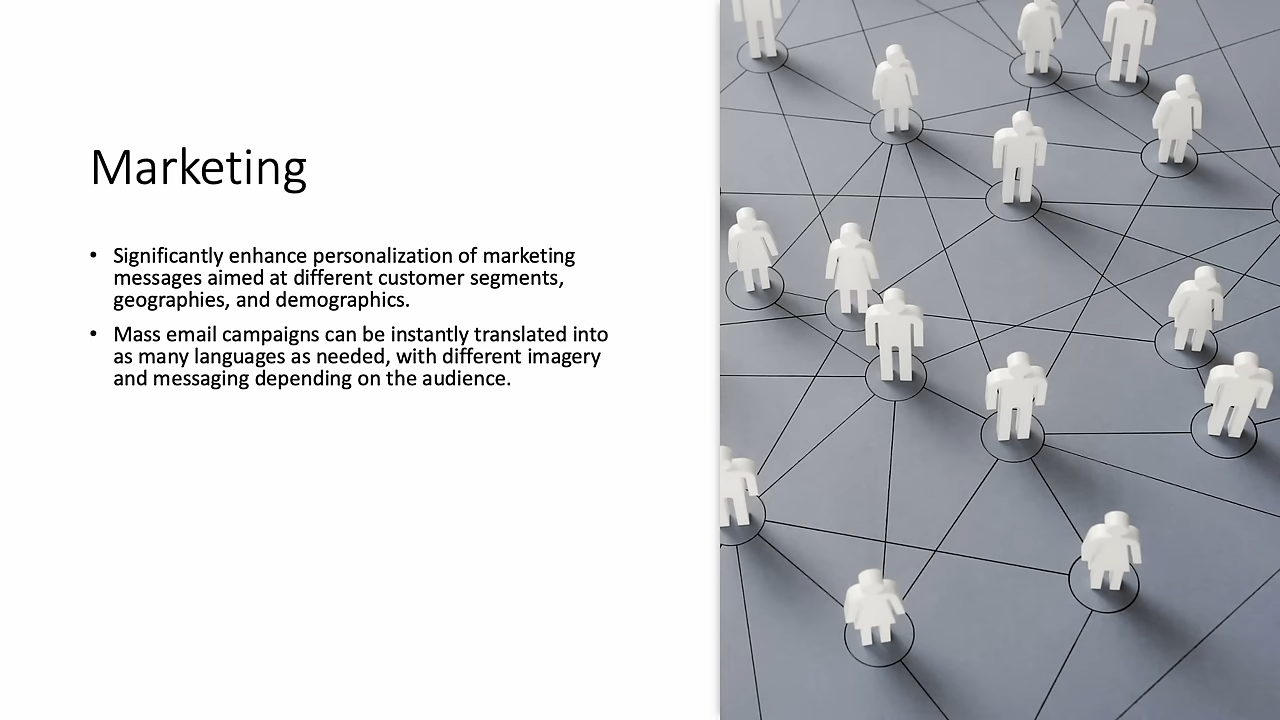 Marketing
• Significantly enhance personalization of marketing
messages aimed at different customer segments,
geographies, and demographics.
• Mass email campaigns can be instantly translated into
as many languages as needed, with different imagery
and messaging depending on the audience.